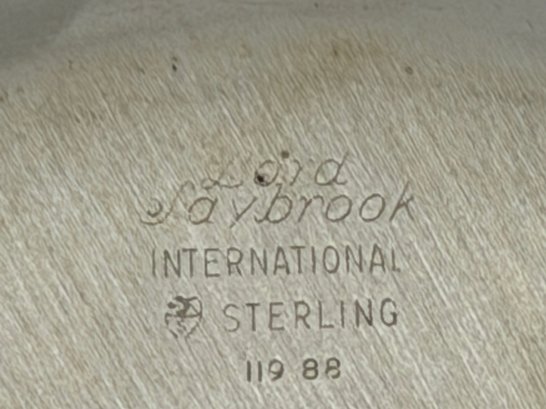 Lord
Saybrook
INTERNATIONAL
STERLING
119 88